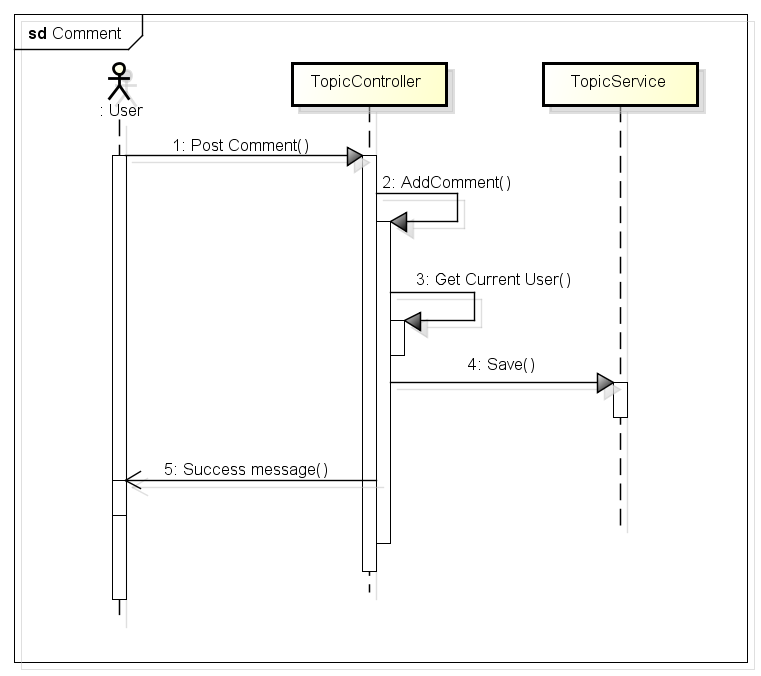 sd Comment
: User
TopicController
TopicService
1: Post Comment()
2: AddComment()
3: Get Current User()
4: Save()
5: Success message()